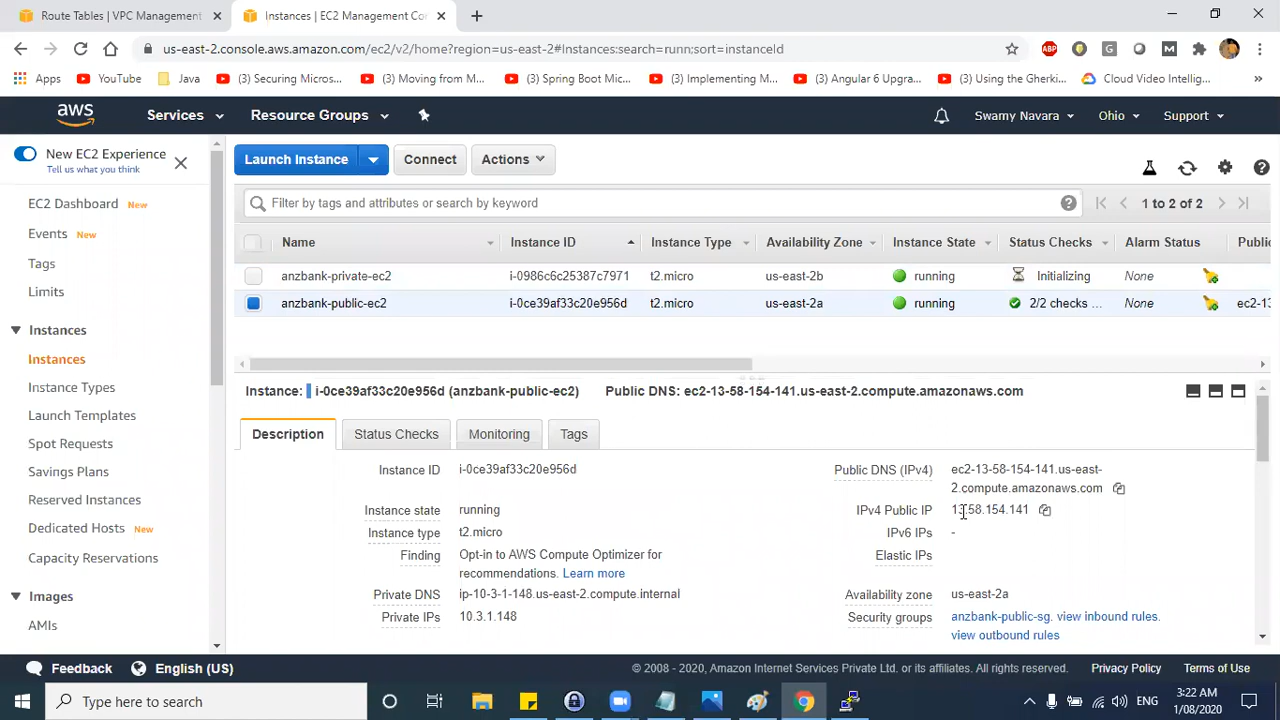 Route Tables | VPC Management
Instances | EC2 Management Con
us-east-2.console.aws.amazon.com/ec2/v2/home?region=us-east-2#Instances:search=runn;sort=instanceId
ABP
G
M
Apps
YouTube
Java
(3) Securing Micros...
(3) Moving from M...
(3) Spring Boot Mic...
(3) Implementing M...
(3) Angular 6 Upgra...
(3) Using the Gherki...
Cloud Video Intellig...
»
aws
Services
Resource Groups
Swamy Navara
Ohio
Support
New EC2 Experience
Tell us what you think
EC2 Dashboard New
Events New
Tags
Limits
Instances
Instances
Instance Types
Launch Templates
Spot Requests
Savings Plans
Reserved Instances
Dedicated Hosts New
Capacity Reservations
Images
AMIs
Launch Instance
Connect
Actions
Filter by tags and attributes or search by keyword
1 to 2 of 2
Name Instance ID Instance Type Availability Zone Instance State Status Checks Alarm Status Public
anzbank-private-ec2 i-0986c6c25387c7971 t2.micro us-east-2b running Initializing None
anzbank-public-ec2 i-0ce39af33c20e956d t2.micro us-east-2a running 2/2 checks ... None ec2-13
Instance: i-0ce39af33c20e956d (anzbank-public-ec2) Public DNS: ec2-13-58-154-141.us-east-2.compute.amazonaws.com
Description
Status Checks
Monitoring
Tags
Instance ID i-0ce39af33c20e956d
Instance state running
Instance type t2.micro
Finding Opt-in to AWS Compute Optimizer for
recommendations. Learn more
Private DNS ip-10-3-1-148.us-east-2.compute.internal
Private IPs 10.3.1.148
Public DNS (IPv4) ec2-13-58-154-141.us-east-
2.compute.amazonaws.com
IPv4 Public IP 13.58.154.141
IPv6 IPs -
Elastic IPs
Availability zone us-east-2a
Security groups anzbank-public-sg. view inbound rules.
view outbound rules
Feedback
English (US)
© 2008 - 2020, Amazon Internet Services Private Ltd. or its affiliates. All rights reserved.
Privacy Policy
Terms of Use
Type here to search
ENG
3:22 AM
1/08/2020